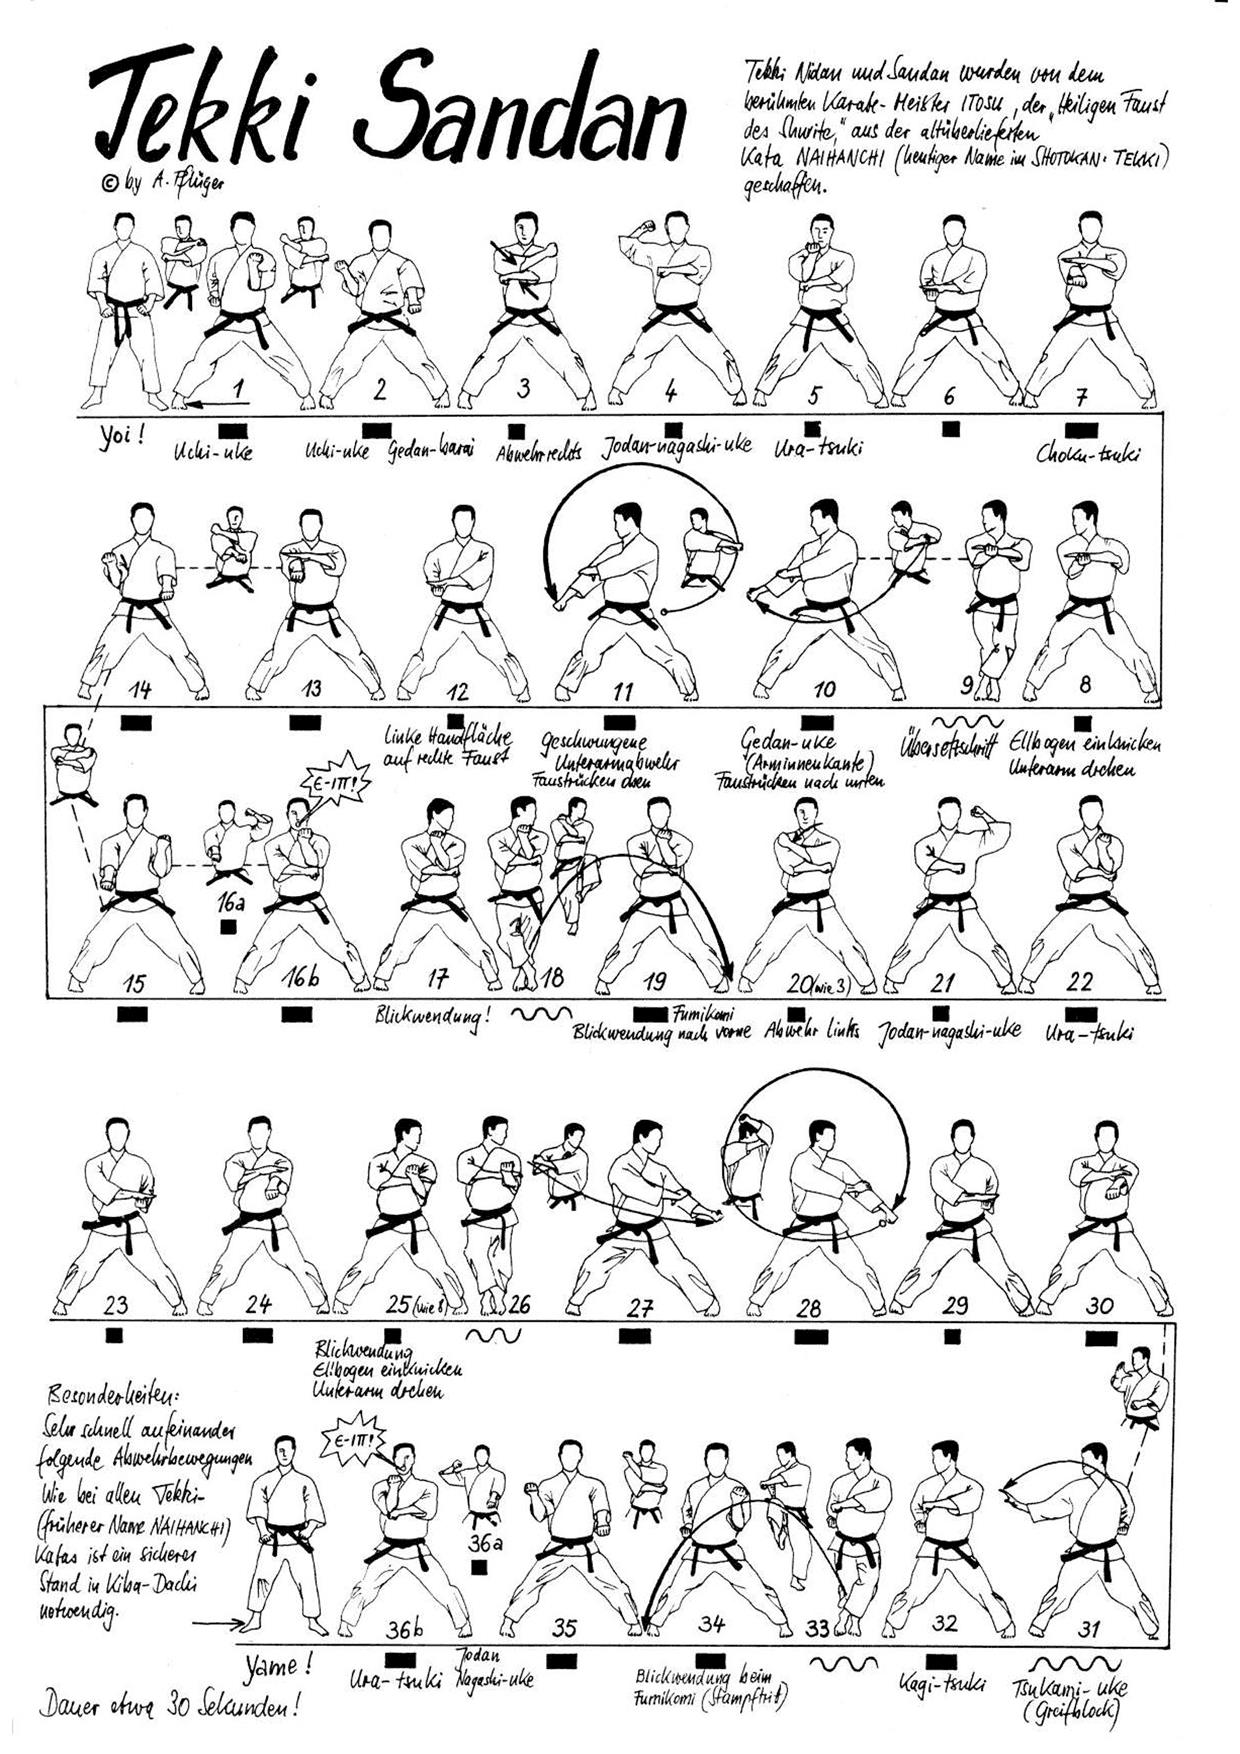 Tekki Sandan
© by A. Pflüger
Tekki Nidan und Sandan wurden von dem
berühmten Karate-Meister ITOSU, der „Heiligen Faust
des Shurite," aus der altüberlieferten
Kata NAIHANCHI (heutiger Name im SHOTOKAN: TEKKI)
geschaffen.
1 2 3 4 5 6 7
Yoi! Uchi-uke Uchi-uke Gedan-barai Abwehr rechts Jodan-nagashi-uke Ura-tsuki Choku-tsuki
14 13 12 11 10 9 8
linke Handfläche
auf rechte Faust
geschwungene
Unterarmabwehr
Faustrücken oben
Gedan-uke
(Arminnenkante)
Faustrücken nach unten
Übersetzschritt
Ellbogen einknicken
Unterarm drehen
E-ITT!
16a
15 16b 17 18 19 20 (wie 3) 21 22
Blickwendung!
Fumikomi
Blickwendung nach vorne
Abwehr links Jodan-nagashi-uke Ura-tsuki
23 24 25 (wie 8) 26 27 28 29 30
Blickwendung
Ellbogen einknicken
Unterarm drehen
Besonderheiten:
Sehr schnell aufeinander
folgende Abwehrbewegungen
Wie bei allen Tekki-
(früherer Name NAIHANCHI)
Katas ist ein sicherer
Stand in Kiba-Dachi
notwendig.
E-ITT!
36a
36b 35 34 33 32 31
Yame!
Ura-tsuki
Jodan
Nagashi-uke
Blickwendung beim
Fumikomi (Stampftritt)
Kagi-tsuki
Tsukami-uke
(Greifblock)
Dauer etwa 30 Sekunden!